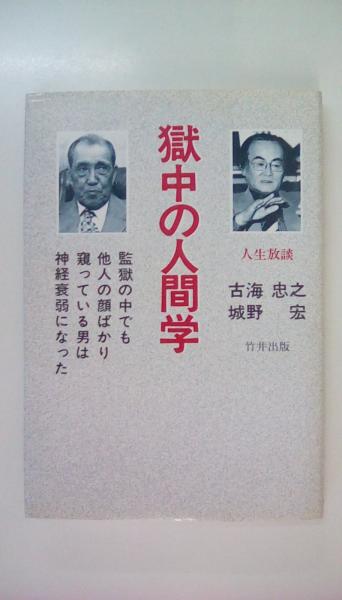 獄中の人間学
人生放談
古海 忠之
城野 宏
竹井出版
監獄の中でも
他人の顔ばかり
窺っている男は
神経衰弱になった